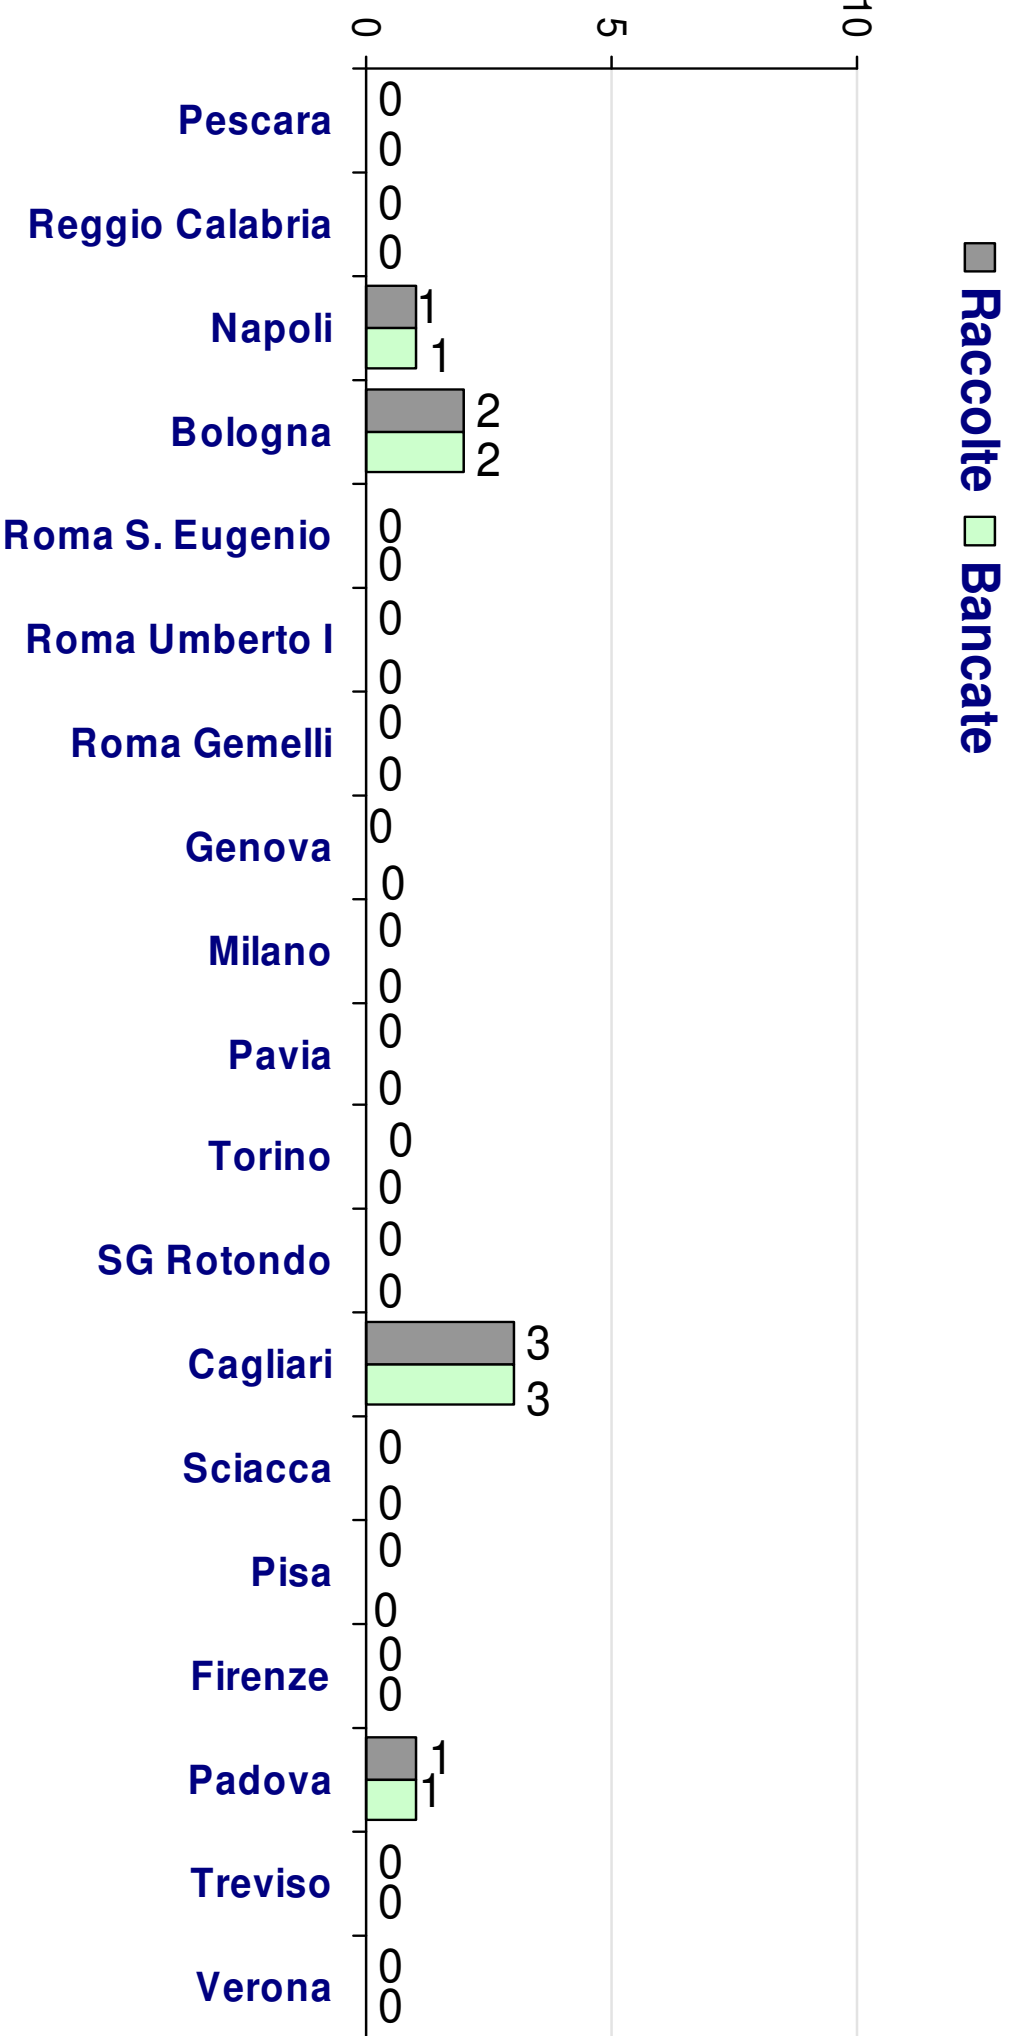 0
5
10
Raccolte
Bancate
Pescara
0
0
Reggio Calabria
0
0
Napoli
1
1
Bologna
2
2
Roma S. Eugenio
0
0
Roma Umberto I
0
0
Roma Gemelli
0
0
Genova
0
0
Milano
0
0
Pavia
0
0
Torino
0
0
SG Rotondo
0
0
Cagliari
3
3
Sciacca
0
0
Pisa
0
0
Firenze
0
0
Padova
1
1
Treviso
0
0
Verona
0
0